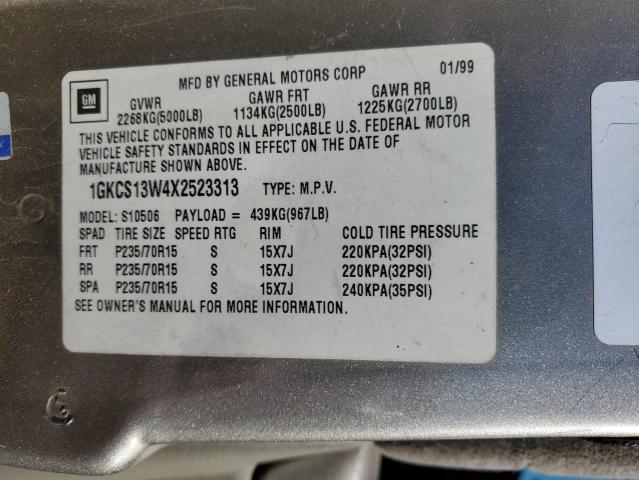 MFD BY GENERAL MOTORS CORP 01/99
GM
GVWR GAWR FRT GAWR RR
2268KG(5000LB) 1134KG(2500LB) 1225KG(2700LB)
THIS VEHICLE CONFORMS TO ALL APPLICABLE U.S. FEDERAL MOTOR
VEHICLE SAFETY STANDARDS IN EFFECT ON THE DATE OF
MANUFACTURE SHOWN ABOVE.
1GKCS13W4X2523313 TYPE: M.P.V.
MODEL: S10506 PAYLOAD = 439KG(967LB)
SPAD TIRE SIZE SPEED RTG RIM COLD TIRE PRESSURE
FRT P235/70R15 S 15X7J 220KPA(32PSI)
RR P235/70R15 S 15X7J 220KPA(32PSI)
SPA P235/70R15 S 15X7J 240KPA(35PSI)
SEE OWNER'S MANUAL FOR MORE INFORMATION.